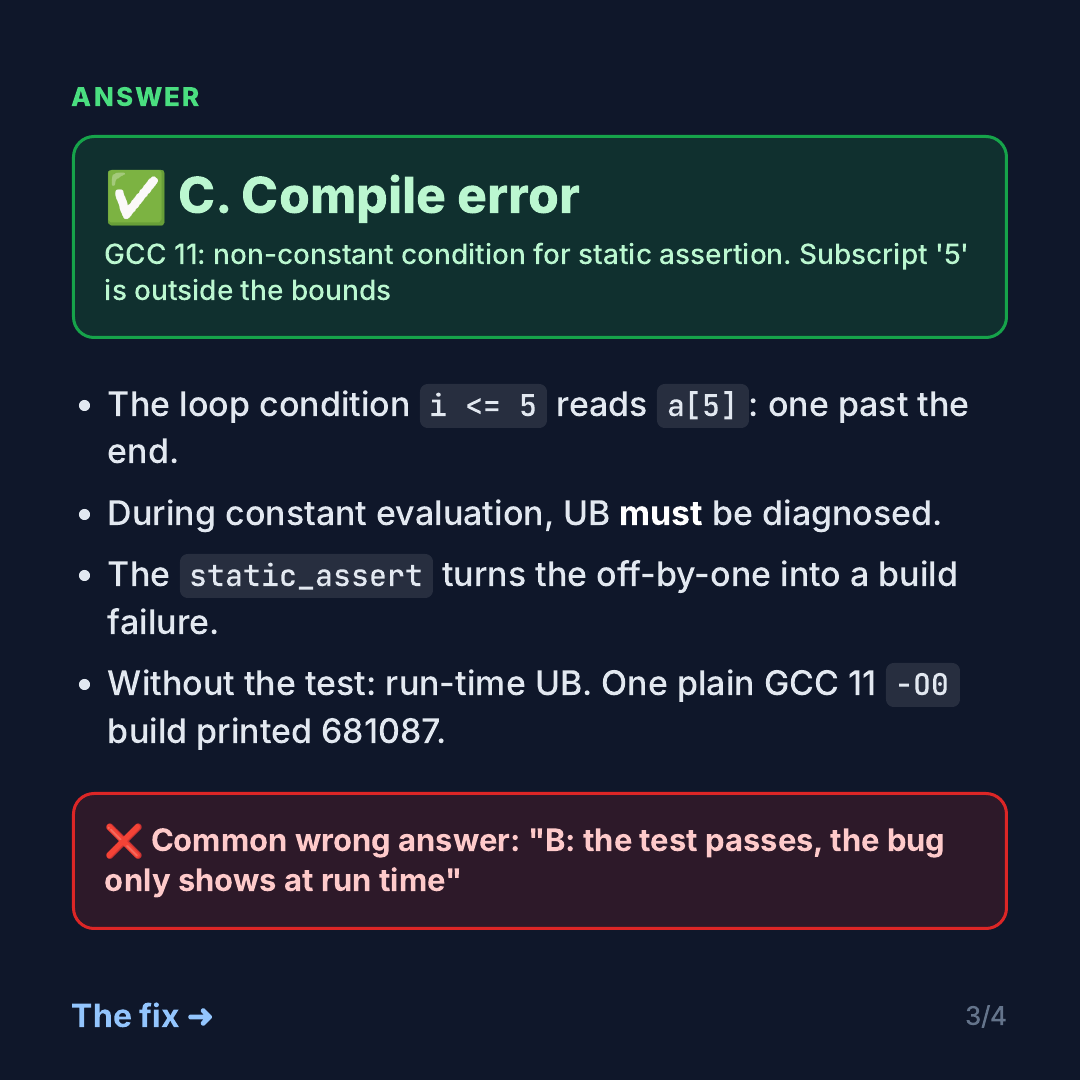 ANSWER
✅ C. Compile error
GCC 11: non-constant condition for static assertion. Subscript '5'
is outside the bounds
• The loop condition i <= 5 reads a[5]: one past the
end.
• During constant evaluation, UB must be diagnosed.
• The static_assert turns the off-by-one into a build
failure.
• Without the test: run-time UB. One plain GCC 11 -O0
build printed 681087.
❌ Common wrong answer: "B: the test passes, the bug
only shows at run time"
The fix ➜
3/4